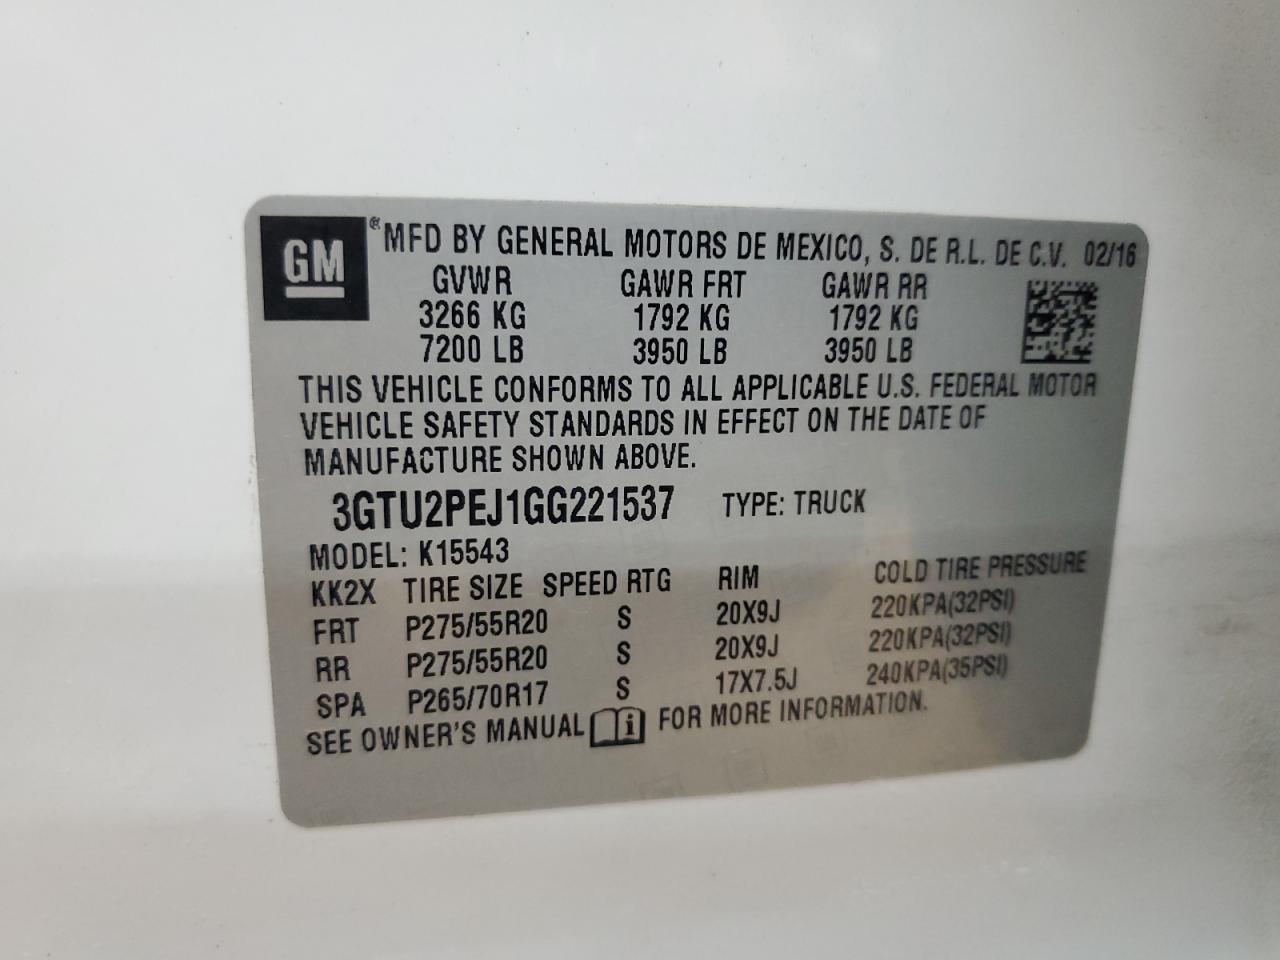 GM ® MFD BY GENERAL MOTORS DE MEXICO, S. DE R.L. DE C.V. 02/16
GVWR GAWR FRT GAWR RR
3266 KG 1792 KG 1792 KG
7200 LB 3950 LB 3950 LB
THIS VEHICLE CONFORMS TO ALL APPLICABLE U.S. FEDERAL MOTOR
VEHICLE SAFETY STANDARDS IN EFFECT ON THE DATE OF
MANUFACTURE SHOWN ABOVE.
3GTU2PEJ1GG221537 TYPE: TRUCK
MODEL: K15543
KK2X TIRE SIZE SPEED RTG RIM COLD TIRE PRESSURE
FRT P275/55R20 S 20X9J 220KPA(32PSI)
RR P275/55R20 S 20X9J 220KPA(32PSI)
SPA P265/70R17 S 17X7.5J 240KPA(35PSI)
SEE OWNER'S MANUAL i FOR MORE INFORMATION.